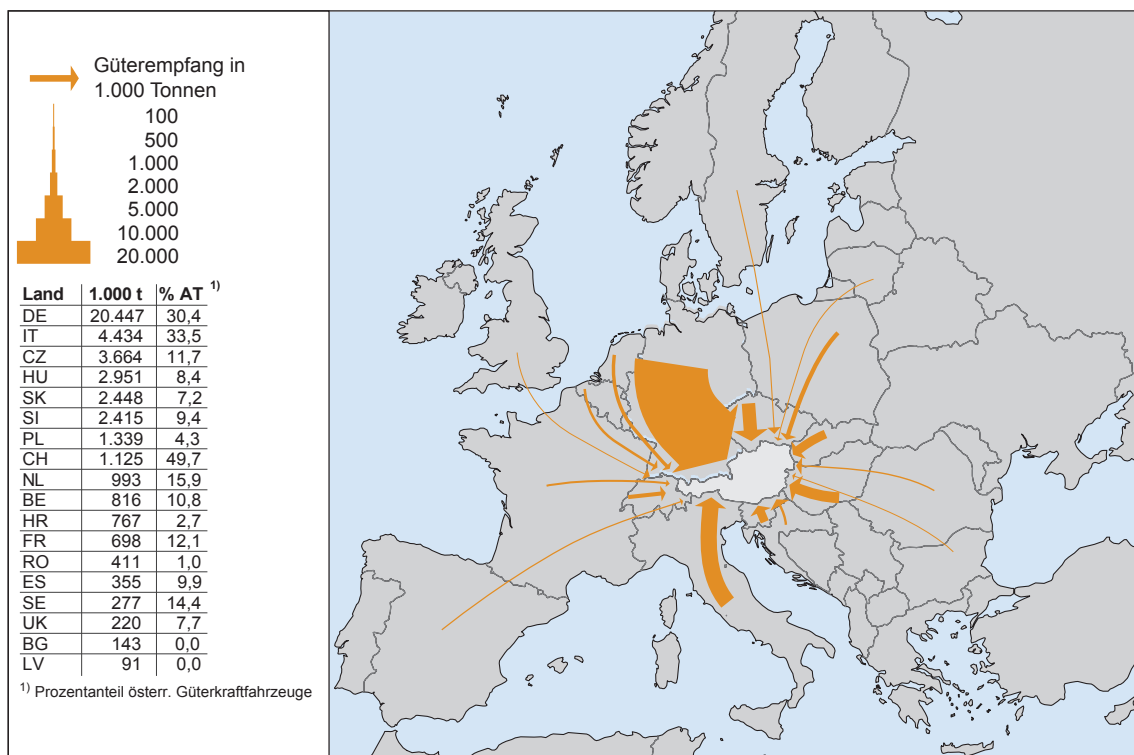 Güterempfang in
1.000 Tonnen
100
500
1.000
2.000
5.000
10.000
20.000
Land 1.000 t % AT 1)
DE 20.447 30,4
IT 4.434 33,5
CZ 3.664 11,7
HU 2.951 8,4
SK 2.448 7,2
SI 2.415 9,4
PL 1.339 4,3
CH 1.125 49,7
NL 993 15,9
BE 816 10,8
HR 767 2,7
FR 698 12,1
RO 411 1,0
ES 355 9,9
SE 277 14,4
UK 220 7,7
BG 143 0,0
LV 91 0,0
1) Prozentanteil österr. Güterkraftfahrzeuge